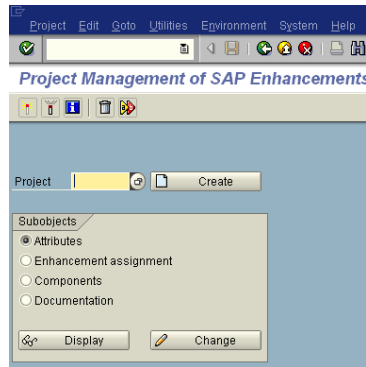 Project Edit Goto Utilities Environment System Help
Project Management of SAP Enhancements
Project Create
Subobjects
Attributes
Enhancement assignment
Components
Documentation
Display Change